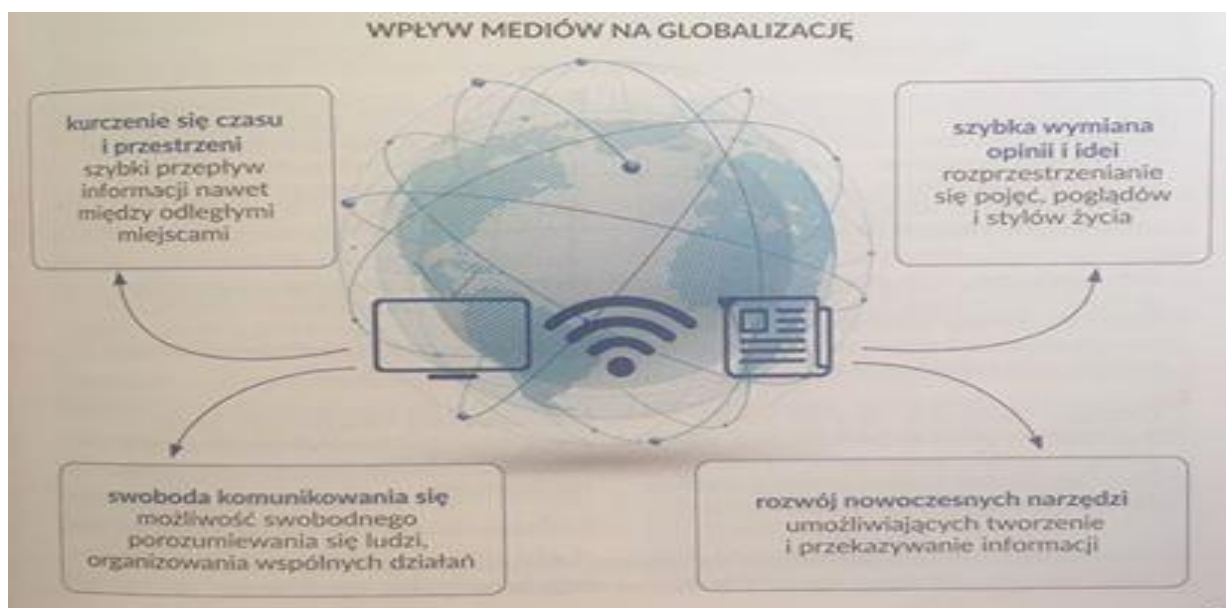 WPŁYW MEDIÓW NA GLOBALIZACJĘ
kurczenie się czasu
i przestrzeni
szybki przepływ
informacji nawet
między odległymi
miejscami
szybka wymiana
opinii i idei
rozprzestrzenianie
się pojęć, poglądów
i stylów życia
swoboda komunikowania się
możliwość swobodnego
porozumiewania się ludzi,
organizowania wspólnych działań
rozwój nowoczesnych narzędzi
umożliwiających tworzenie
i przekazywanie informacji